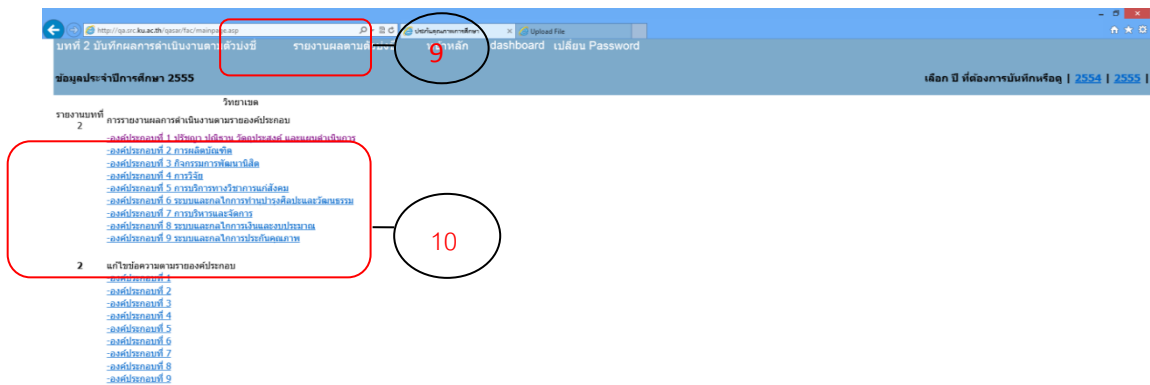 http://qa.src.ku.ac.th/qasar/fac/mainpage.asp ประกันคุณภาพการศึกษา Upload File
บทที่ 2 บันทึกผลการดำเนินงานตามตัวบ่งชี้ รายงานผลตามตัวบ่งชี้ หน้าหลัก dashboard เปลี่ยน Password
9
ข้อมูลประจำปีการศึกษา 2555 เลือก ปี ที่ต้องการบันทึกหรือดู | 2554 | 2555 |
วิทยาเขต
รายงานบทที่ 2 การรายงานผลการดำเนินงานตามรายองค์ประกอบ
-องค์ประกอบที่ 1 ปรัชญา ปณิธาน วัตถุประสงค์ และแผนดำเนินการ
-องค์ประกอบที่ 2 การผลิตบัณฑิต
-องค์ประกอบที่ 3 กิจกรรมการพัฒนานิสิต
-องค์ประกอบที่ 4 การวิจัย
-องค์ประกอบที่ 5 การบริการทางวิชาการแก่สังคม
-องค์ประกอบที่ 6 ระบบและกลไกการทำนุบำรุงศิลปะและวัฒนธรรม
-องค์ประกอบที่ 7 การบริหารและจัดการ
-องค์ประกอบที่ 8 ระบบและกลไกการเงินและงบประมาณ
-องค์ประกอบที่ 9 ระบบและกลไกการประกันคุณภาพ
10
2 แก้ไขข้อความตามรายองค์ประกอบ
-องค์ประกอบที่ 1
-องค์ประกอบที่ 2
-องค์ประกอบที่ 3
-องค์ประกอบที่ 4
-องค์ประกอบที่ 5
-องค์ประกอบที่ 6
-องค์ประกอบที่ 7
-องค์ประกอบที่ 8
-องค์ประกอบที่ 9